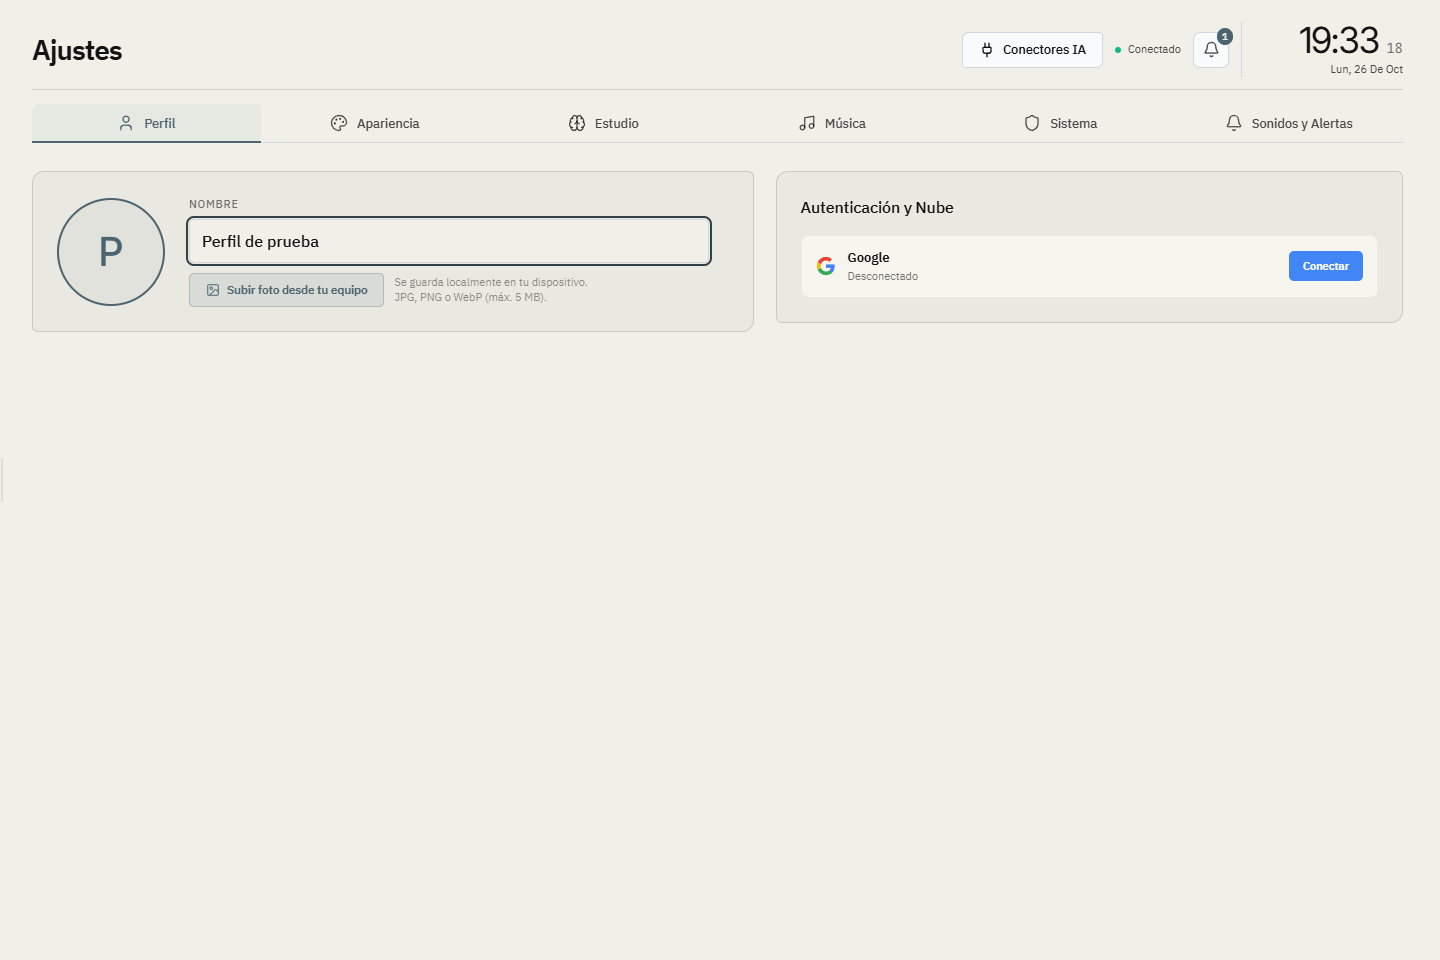 Ajustes
Conectores IA
Conectado
1
19:33 18
Lun, 26 De Oct
Perfil
Apariencia
Estudio
Música
Sistema
Sonidos y Alertas
P
NOMBRE
Perfil de prueba
Subir foto desde tu equipo
Se guarda localmente en tu dispositivo.
JPG, PNG o WebP (máx. 5 MB).
Autenticación y Nube
Google
Desconectado
Conectar